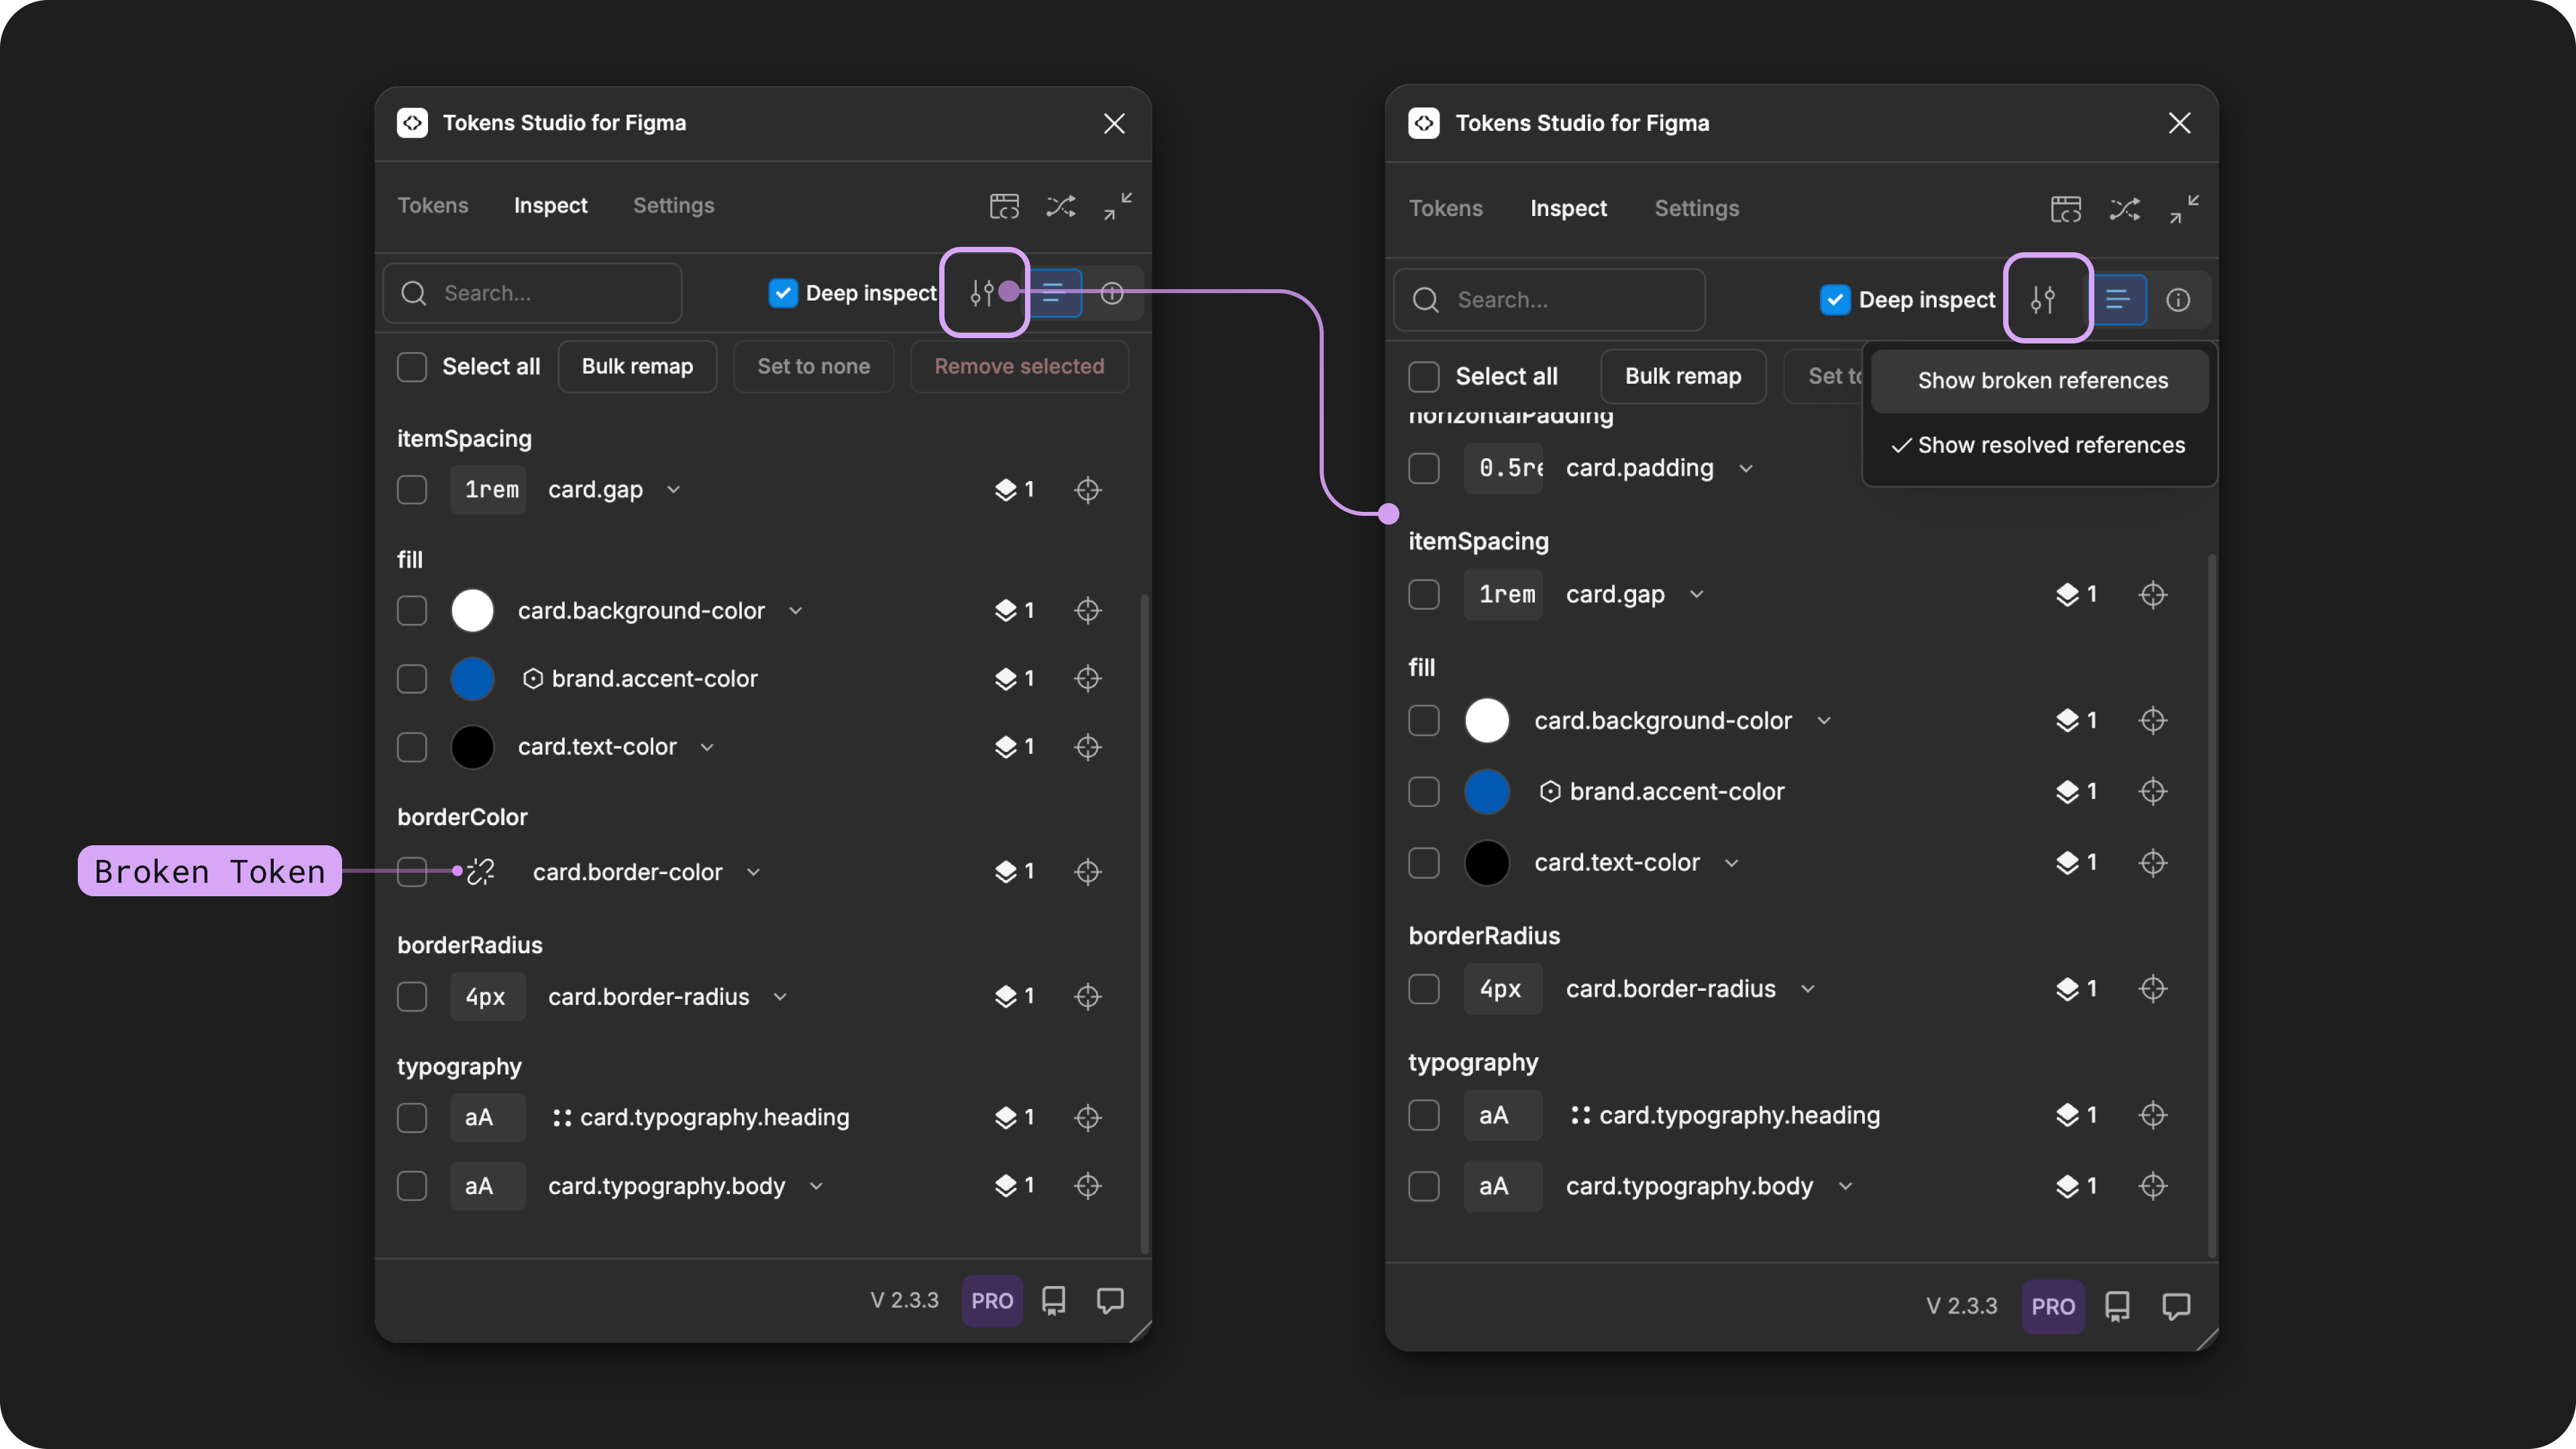 Tokens Studio for Figma
Tokens
Inspect
Settings
Search...
Deep inspect
Select all
Bulk remap
Set to none
Remove selected
itemSpacing
1rem
card.gap
1
fill
card.background-color
1
brand.accent-color
1
card.text-color
1
borderColor
Broken Token
card.border-color
1
borderRadius
4px
card.border-radius
1
typography
aA
card.typography.heading
1
aA
card.typography.body
1
V 2.3.3
PRO
Tokens Studio for Figma
Tokens
Inspect
Settings
Search...
Deep inspect
Select all
Bulk remap
Set to
Show broken references
Show resolved references
horizontalPadding
0.5re
card.padding
itemSpacing
1rem
card.gap
1
fill
card.background-color
1
brand.accent-color
1
card.text-color
1
borderRadius
4px
card.border-radius
1
typography
aA
card.typography.heading
1
aA
card.typography.body
1
V 2.3.3
PRO